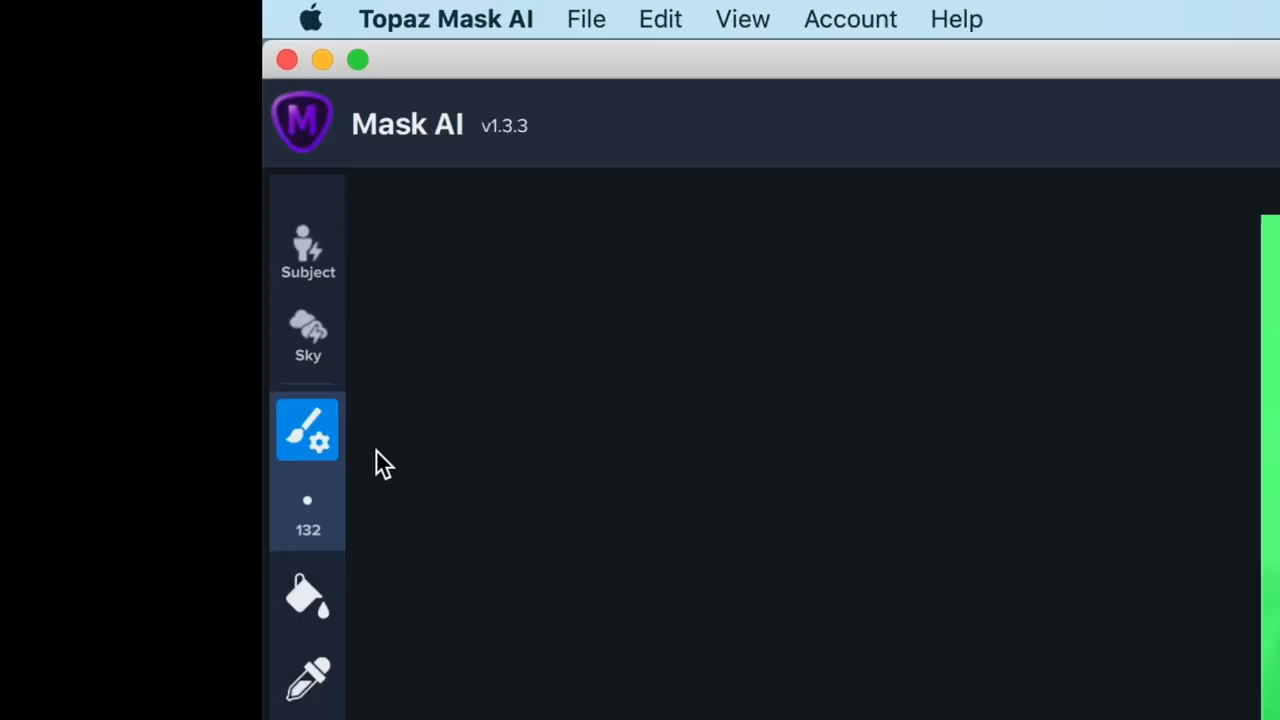 Topaz Mask AI File Edit View Account Help
M Mask AI v1.3.3
Subject
Sky
132